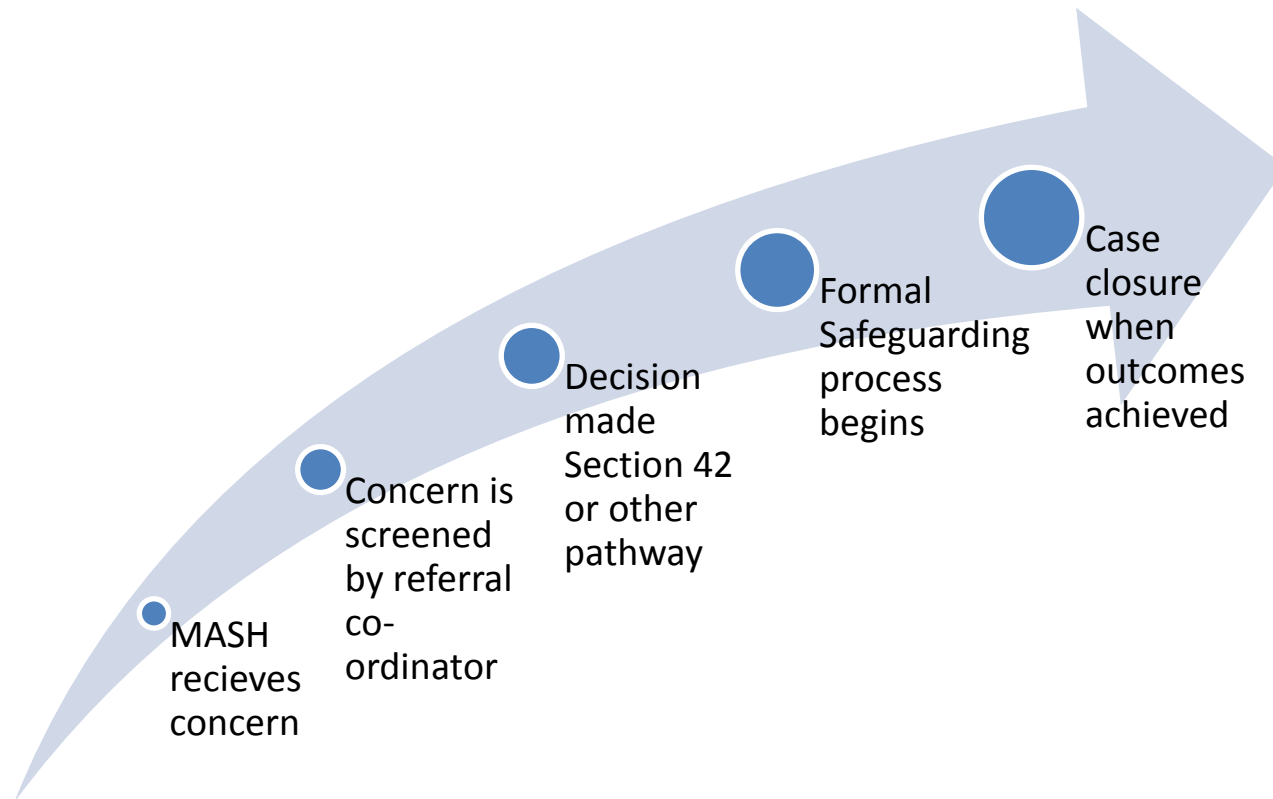 MASH
recieves
concern
Concern is
screened
by referral
co-
ordinator
Decision
made
Section 42
or other
pathway
Formal
Safeguarding
process
begins
Case
closure
when
outcomes
achieved